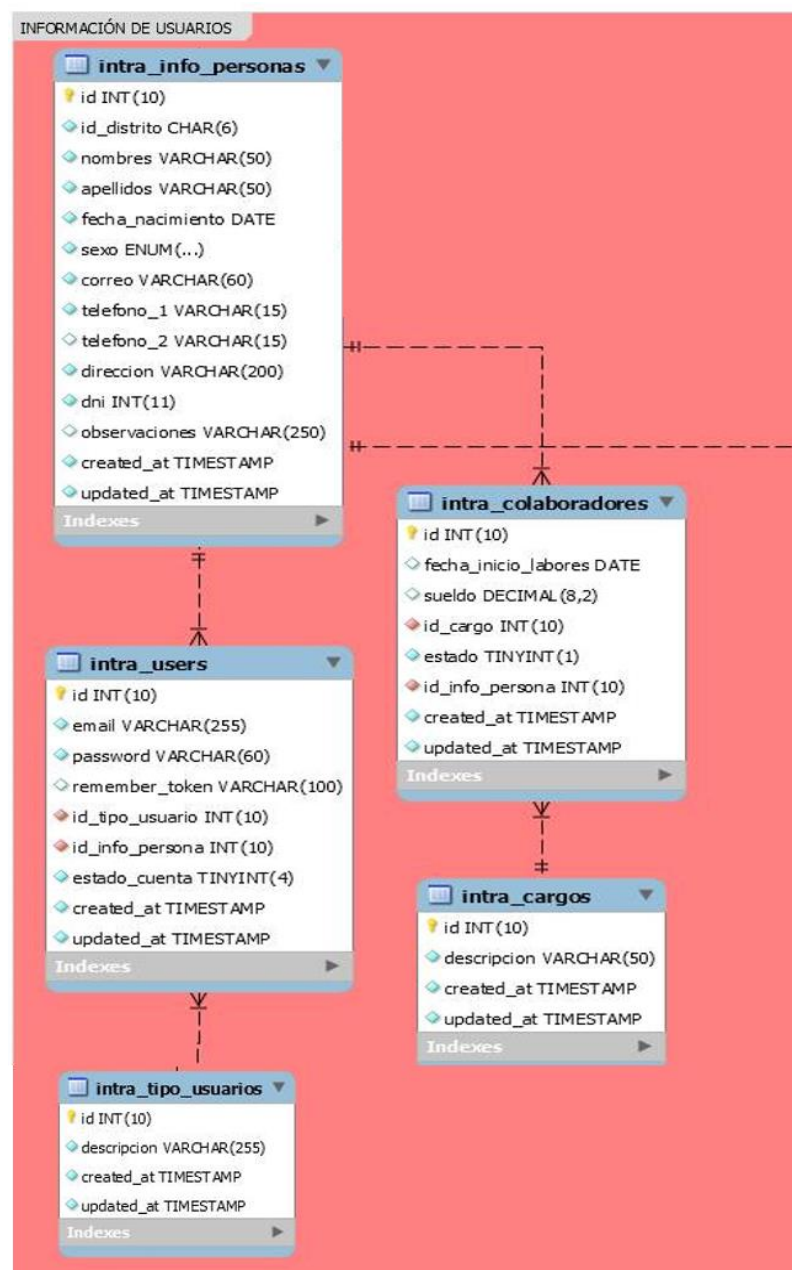 INFORMACIÓN DE USUARIOS
intra_info_personas
id INT(10)
id_distrito CHAR(6)
nombres VARCHAR(50)
apellidos VARCHAR(50)
fecha_nacimiento DATE
sexo ENUM(...)
correo VARCHAR(60)
telefono_1 VARCHAR(15)
telefono_2 VARCHAR(15)
direccion VARCHAR(200)
dni INT(11)
observaciones VARCHAR(250)
created_at TIMESTAMP
updated_at TIMESTAMP
Indexes
intra_colaboradores
id INT(10)
fecha_inicio_labores DATE
sueldo DECIMAL(8,2)
id_cargo INT(10)
estado TINYINT(1)
id_info_persona INT(10)
created_at TIMESTAMP
updated_at TIMESTAMP
Indexes
intra_users
id INT(10)
email VARCHAR(255)
password VARCHAR(60)
remember_token VARCHAR(100)
id_tipo_usuario INT(10)
id_info_persona INT(10)
estado_cuenta TINYINT(4)
created_at TIMESTAMP
updated_at TIMESTAMP
Indexes
intra_cargos
id INT(10)
descripcion VARCHAR(50)
created_at TIMESTAMP
updated_at TIMESTAMP
Indexes
intra_tipo_usuarios
id INT(10)
descripcion VARCHAR(255)
created_at TIMESTAMP
updated_at TIMESTAMP
Indexes